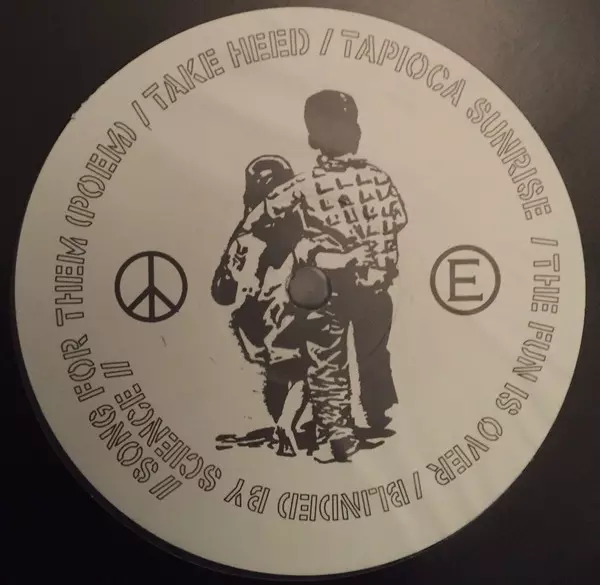 // SONG FOR THEM (POEM) / TAKE HEED / TAPIOCA SUNRISE / THE FUN IS OVER / BLINDED BY SCIENCE //
E